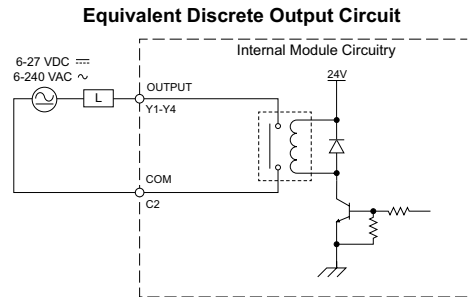 Equivalent Discrete Output Circuit
Internal Module Circuitry
6-27 VDC ⎓
6-240 VAC ∿
24V
OUTPUT
L
Y1-Y4
COM
C2